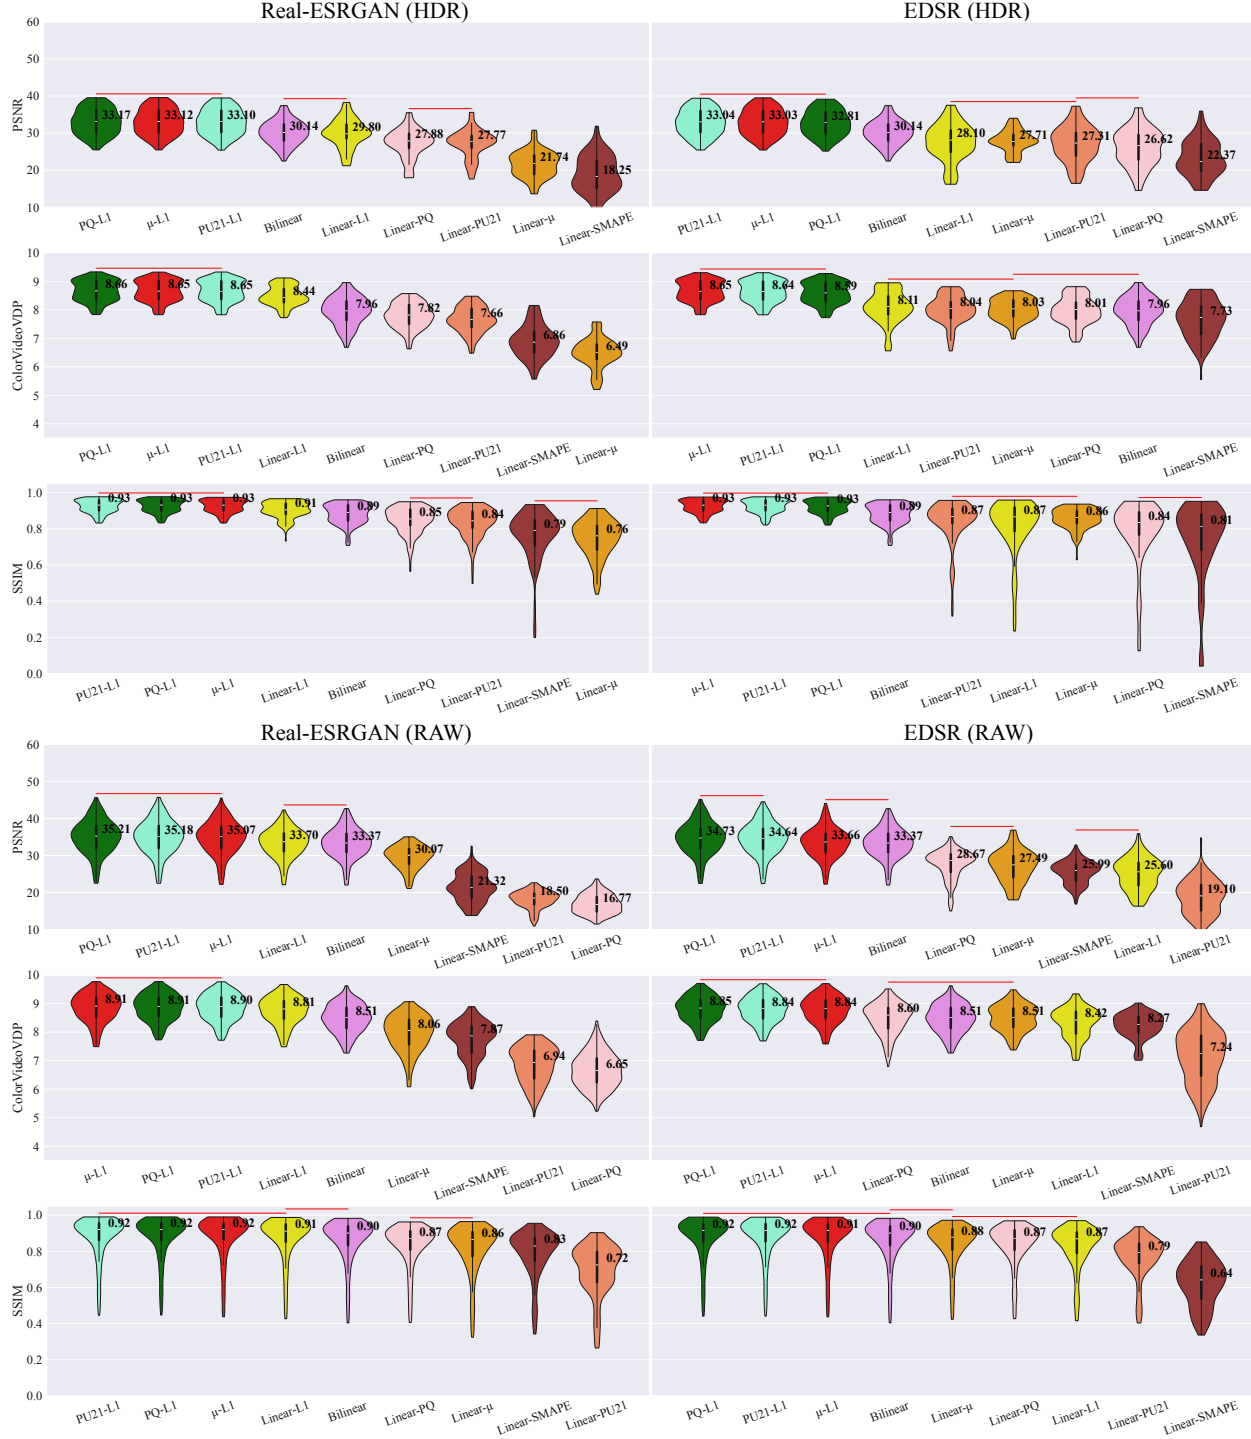 Real-ESRGAN (HDR)
EDSR (HDR)
PSNR
60
50
40
30
20
10
33.17 33.12 33.10 30.14 29.80 27.88 27.77 21.74 18.25
33.04 33.03 32.81 30.14 28.10 27.71 27.31 26.62 22.37
PQ-L1 μ-L1 PU21-L1 Bilinear Linear-L1 Linear-PQ Linear-PU21 Linear-μ Linear-SMAPE
PU21-L1 μ-L1 PQ-L1 Bilinear Linear-L1 Linear-μ Linear-PU21 Linear-PQ Linear-SMAPE
ColorVideoVDP
10
9
8
7
6
5
4
8.66 8.65 8.65 8.44 7.96 7.82 7.66 6.86 6.49
8.65 8.64 8.59 8.11 8.04 8.03 8.01 7.96 7.73
PQ-L1 μ-L1 PU21-L1 Linear-L1 Bilinear Linear-PQ Linear-PU21 Linear-SMAPE Linear-μ
μ-L1 PU21-L1 PQ-L1 Linear-L1 Linear-PU21 Linear-μ Linear-PQ Bilinear Linear-SMAPE
SSIM
1.0
0.8
0.6
0.4
0.2
0.0
0.93 0.93 0.93 0.91 0.89 0.85 0.84 0.79 0.76
0.93 0.93 0.93 0.89 0.87 0.87 0.86 0.84 0.81
PU21-L1 PQ-L1 μ-L1 Linear-L1 Bilinear Linear-PQ Linear-PU21 Linear-SMAPE Linear-μ
μ-L1 PU21-L1 PQ-L1 Bilinear Linear-PU21 Linear-L1 Linear-μ Linear-PQ Linear-SMAPE
Real-ESRGAN (RAW)
EDSR (RAW)
PSNR
60
50
40
30
20
10
35.21 35.18 35.07 33.70 33.37 30.07 21.32 18.50 16.77
34.73 34.64 33.66 33.37 28.67 27.49 25.99 25.60 19.10
PQ-L1 PU21-L1 μ-L1 Linear-L1 Bilinear Linear-μ Linear-SMAPE Linear-PU21 Linear-PQ
PQ-L1 PU21-L1 μ-L1 Bilinear Linear-PQ Linear-μ Linear-SMAPE Linear-L1 Linear-PU21
ColorVideoVDP
10
9
8
7
6
5
4
8.91 8.91 8.90 8.81 8.51 8.06 7.87 6.94 6.65
8.85 8.84 8.84 8.60 8.51 8.51 8.42 8.27 7.24
μ-L1 PQ-L1 PU21-L1 Linear-L1 Bilinear Linear-μ Linear-SMAPE Linear-PU21 Linear-PQ
PQ-L1 PU21-L1 μ-L1 Linear-PQ Bilinear Linear-μ Linear-L1 Linear-SMAPE Linear-PU21
SSIM
1.0
0.8
0.6
0.4
0.2
0.0
0.92 0.92 0.92 0.91 0.90 0.87 0.86 0.83 0.72
0.92 0.92 0.91 0.90 0.88 0.87 0.87 0.79 0.64
PU21-L1 PQ-L1 μ-L1 Linear-L1 Bilinear Linear-PQ Linear-μ Linear-SMAPE Linear-PU21
PQ-L1 PU21-L1 μ-L1 Bilinear Linear-μ Linear-PQ Linear-L1 Linear-PU21 Linear-SMAPE